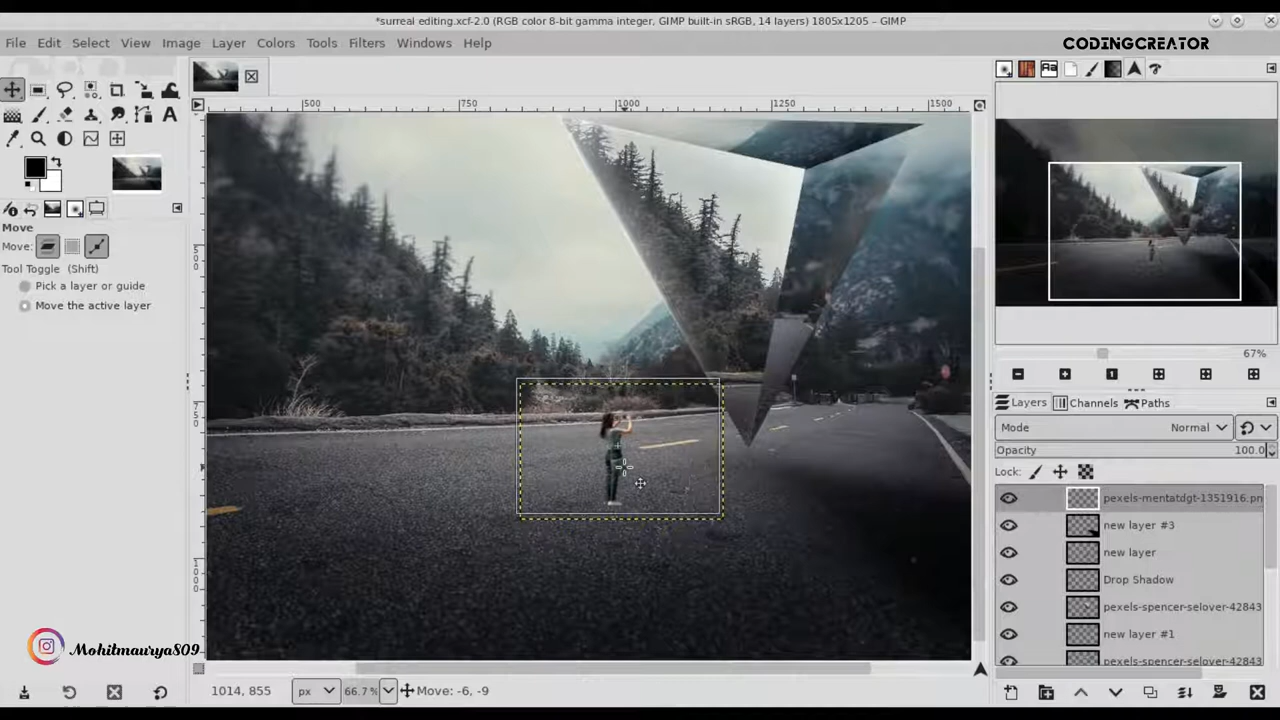 *surreal editing.xcf-2.0 (RGB color 8-bit gamma integer, GIMP built-in sRGB, 14 layers) 1805x1205 – GIMP
File Edit Select View Image Layer Colors Tools Filters Windows Help
CODINGCREATOR
500 750 1000 1250 1500
Move
Move:
Tool Toggle (Shift)
Pick a layer or guide
Move the active layer
500
750
1000
67%
Layers Channels Paths
Mode Normal
Opacity 100.0
Lock:
pexels-mentatdgt-1351916.pn
new layer #3
new layer
Drop Shadow
pexels-spencer-selover-42843
new layer #1
pexels-spencer-selover-42843
Mohitmaurya809
1014, 855 px 66.7% Move: -6, -9